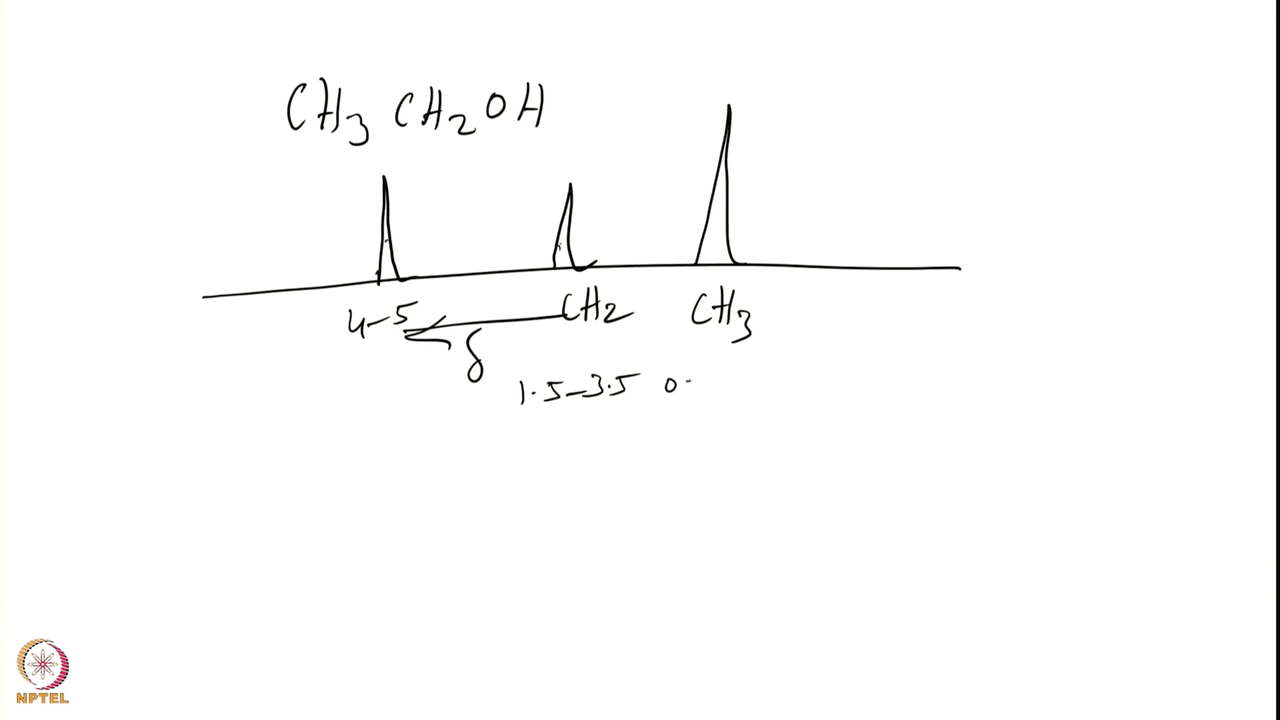 CH3 CH2OH
4-5 CH2 CH3
δ
1.5-3.5 0.
NPTEL